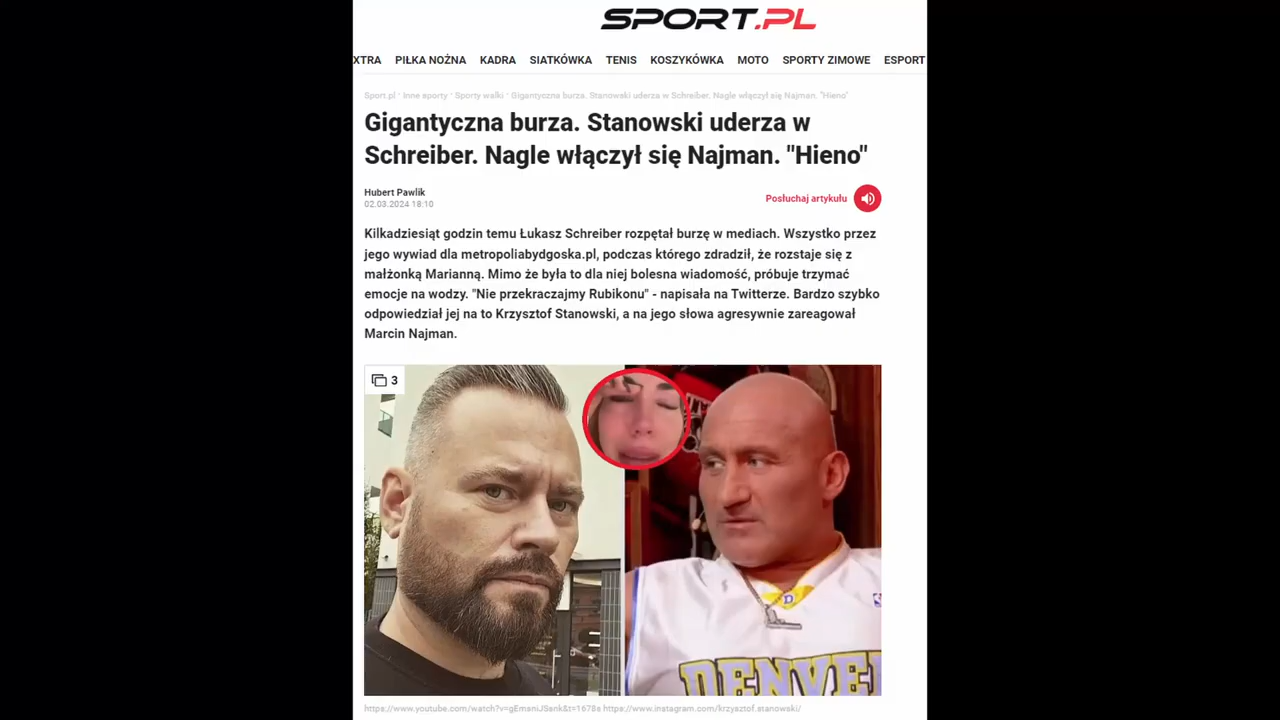 SPORT.PL
XTRA PIŁKA NOŻNA KADRA SIATKÓWKA TENIS KOSZYKÓWKA MOTO SPORTY ZIMOWE ESPORT
Sport.pl · Inne sporty · Sporty walki · Gigantyczna burza. Stanowski uderza w Schreiber. Nagle włączył się Najman. "Hieno"
Gigantyczna burza. Stanowski uderza w
Schreiber. Nagle włączył się Najman. "Hieno"
Hubert Pawlik
02.03.2024 18:10
Posłuchaj artykułu
Kilkadziesiąt godzin temu Łukasz Schreiber rozpętał burzę w mediach. Wszystko przez
jego wywiad dla metropoliabydgoska.pl, podczas którego zdradził, że rozstaje się z
małżonką Marianną. Mimo że była to dla niej bolesna wiadomość, próbuje trzymać
emocje na wodzy. "Nie przekraczajmy Rubikonu" - napisała na Twitterze. Bardzo szybko
odpowiedział jej na to Krzysztof Stanowski, a na jego słowa agresywnie zareagował
Marcin Najman.
3
DENVE
https://www.instagram.com/krzysztof.stanowski/